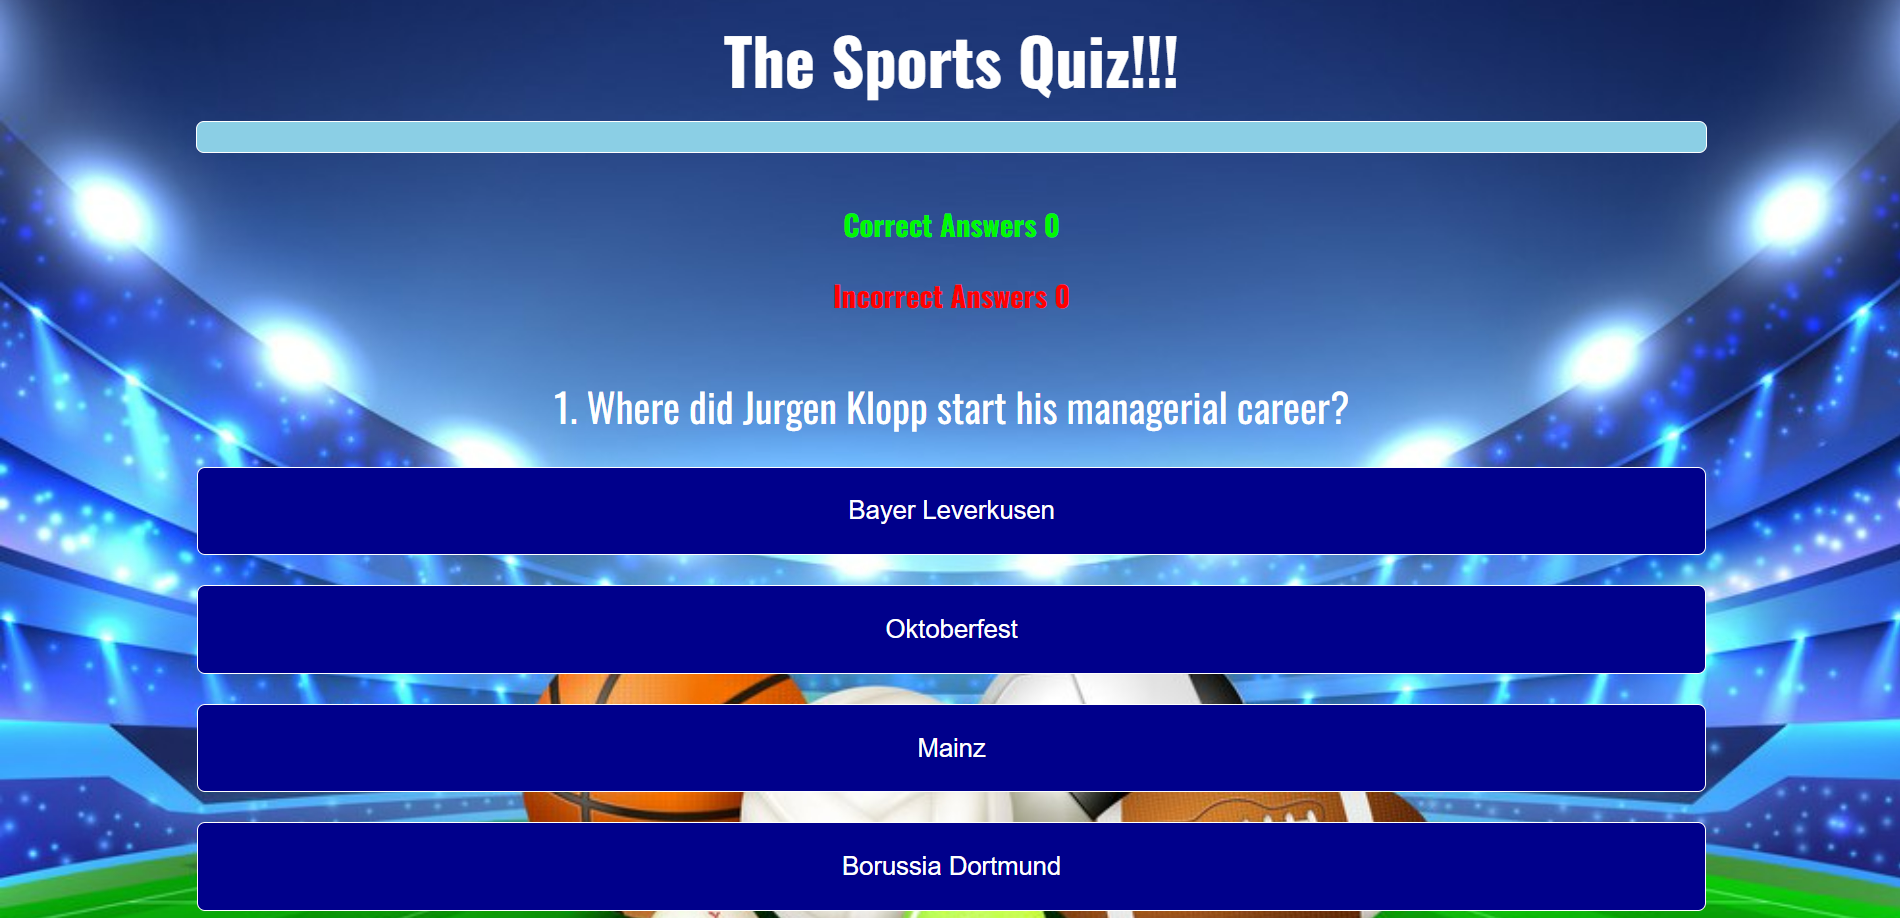 The Sports Quiz!!!
Correct Answers 0
Incorrect Answers 0
1. Where did Jurgen Klopp start his managerial career?
Bayer Leverkusen
Oktoberfest
Mainz
Borussia Dortmund